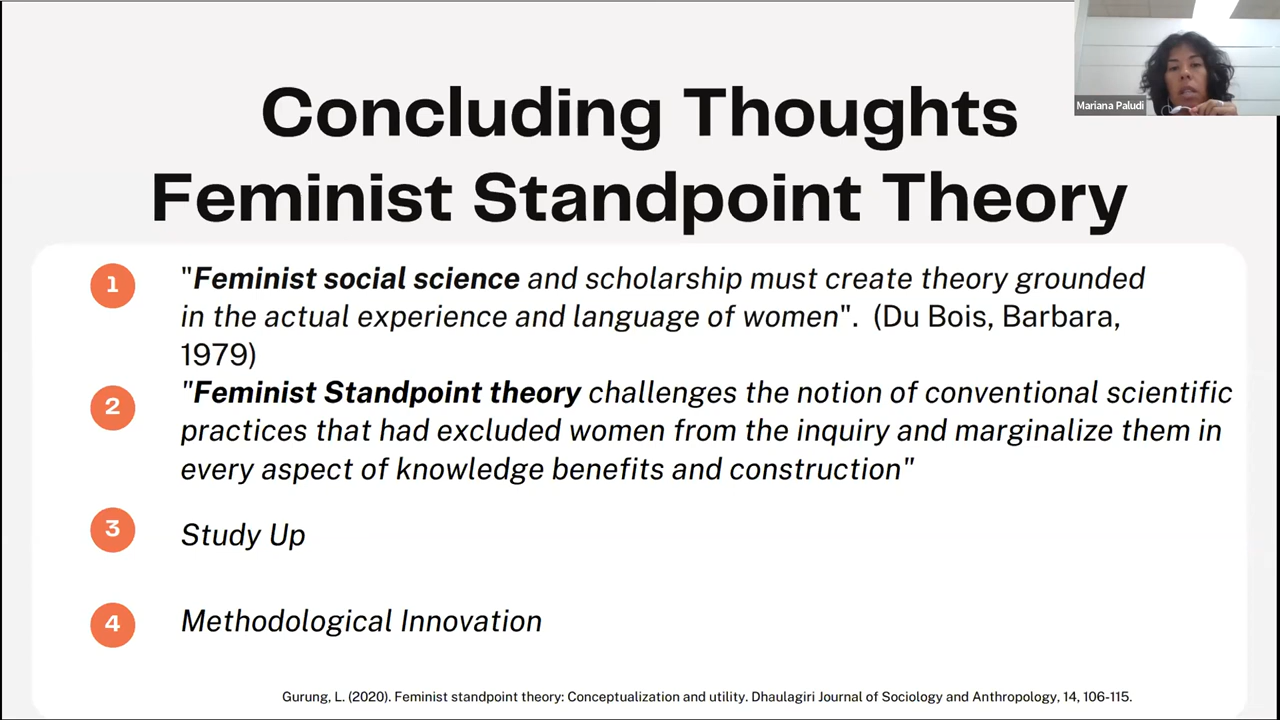 Mariana Paludi
Concluding Thoughts
Feminist Standpoint Theory
1
"Feminist social science and scholarship must create theory grounded
in the actual experience and language of women". (Du Bois, Barbara,
1979)
2
"Feminist Standpoint theory challenges the notion of conventional scientific
practices that had excluded women from the inquiry and marginalize them in
every aspect of knowledge benefits and construction"
3
Study Up
4
Methodological Innovation
Gurung, L. (2020). Feminist standpoint theory: Conceptualization and utility. Dhaulagiri Journal of Sociology and Anthropology, 14, 106-115.